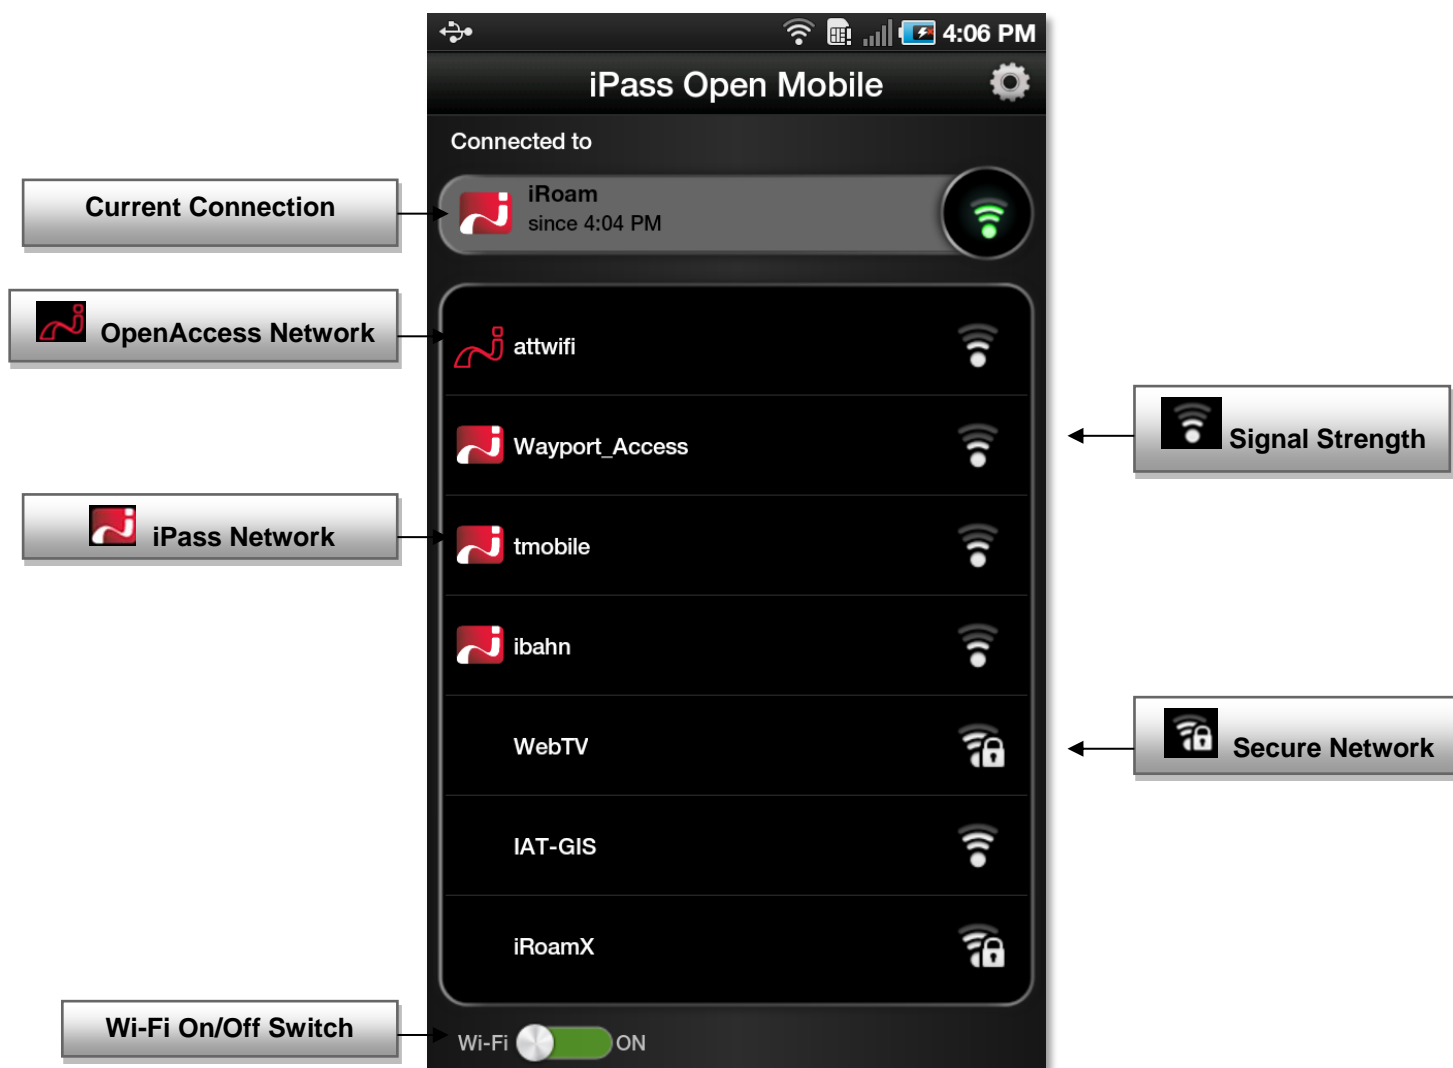 4:06 PM
iPass Open Mobile
Connected to
Current Connection
iRoam
since 4:04 PM
OpenAccess Network
attwifi
Signal Strength
Wayport_Access
iPass Network
tmobile
ibahn
Secure Network
WebTV
IAT-GIS
iRoamX
Wi-Fi On/Off Switch
Wi-Fi ON